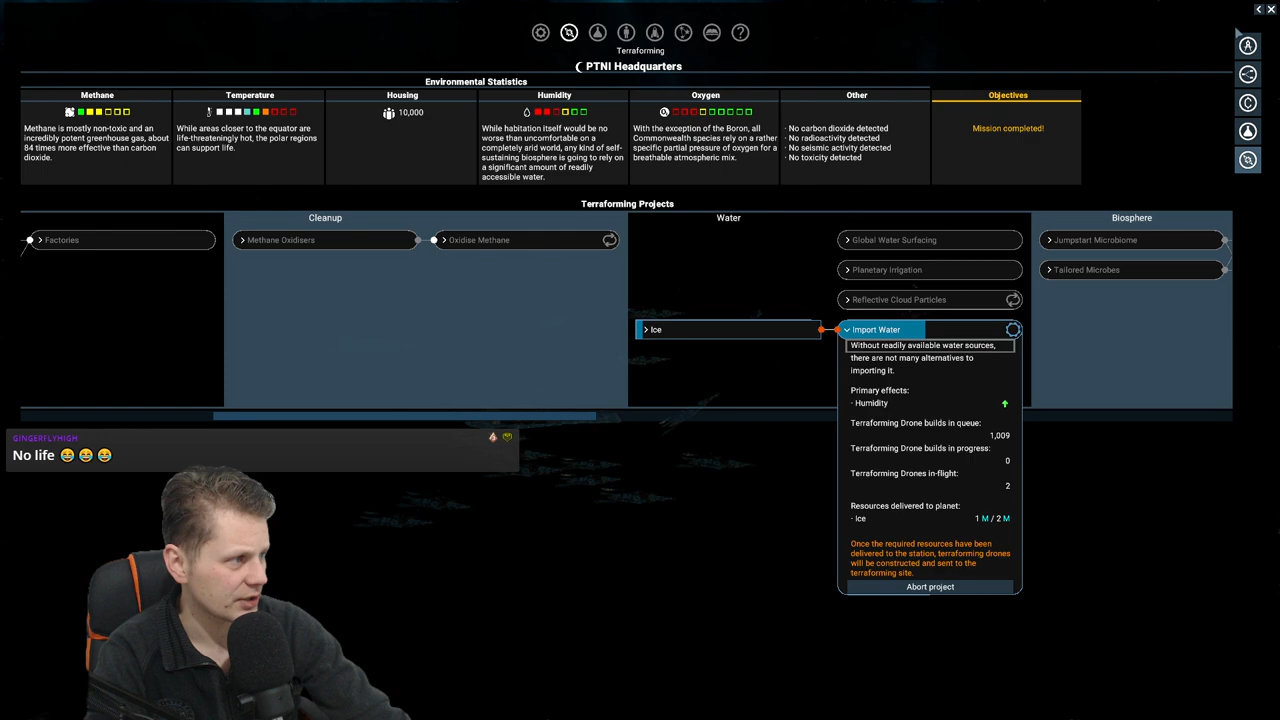 Terraforming
PTNI Headquarters
Environmental Statistics
Methane
Temperature
Housing
Humidity
Oxygen
Other
Objectives
Methane is mostly non-toxic and an
incredibly potent greenhouse gas, about
84 times more effective than carbon
dioxide.
While areas closer to the equator are
life-threateningly hot, the polar regions
can support life.
10,000
While habitation itself would be no
worse than uncomfortable on a
completely arid world, any kind of self-
sustaining biosphere is going to rely on
a significant amount of readily
accessible water.
With the exception of the Boron, all
Commonwealth species rely on a rather
specific partial pressure of oxygen for a
breathable atmospheric mix.
· No carbon dioxide detected
· No radioactivity detected
· No seismic activity detected
· No toxicity detected
Mission completed!
Terraforming Projects
Cleanup
Water
Biosphere
Factories
Methane Oxidisers
Oxidise Methane
Global Water Surfacing
Planetary Irrigation
Reflective Cloud Particles
Jumpstart Microbiome
Tailored Microbes
Ice
Import Water
Without readily available water sources,
there are not many alternatives to
importing it.
Primary effects:
· Humidity
Terraforming Drone builds in queue:
1,009
Terraforming Drone builds in progress:
0
Terraforming Drones in-flight:
2
Resources delivered to planet:
· Ice 1 M / 2 M
Once the required resources have been
delivered to the station, terraforming drones
will be constructed and sent to the
terraforming site.
Abort project
GINGERFLYHIGH
No life 😂 😂 😂